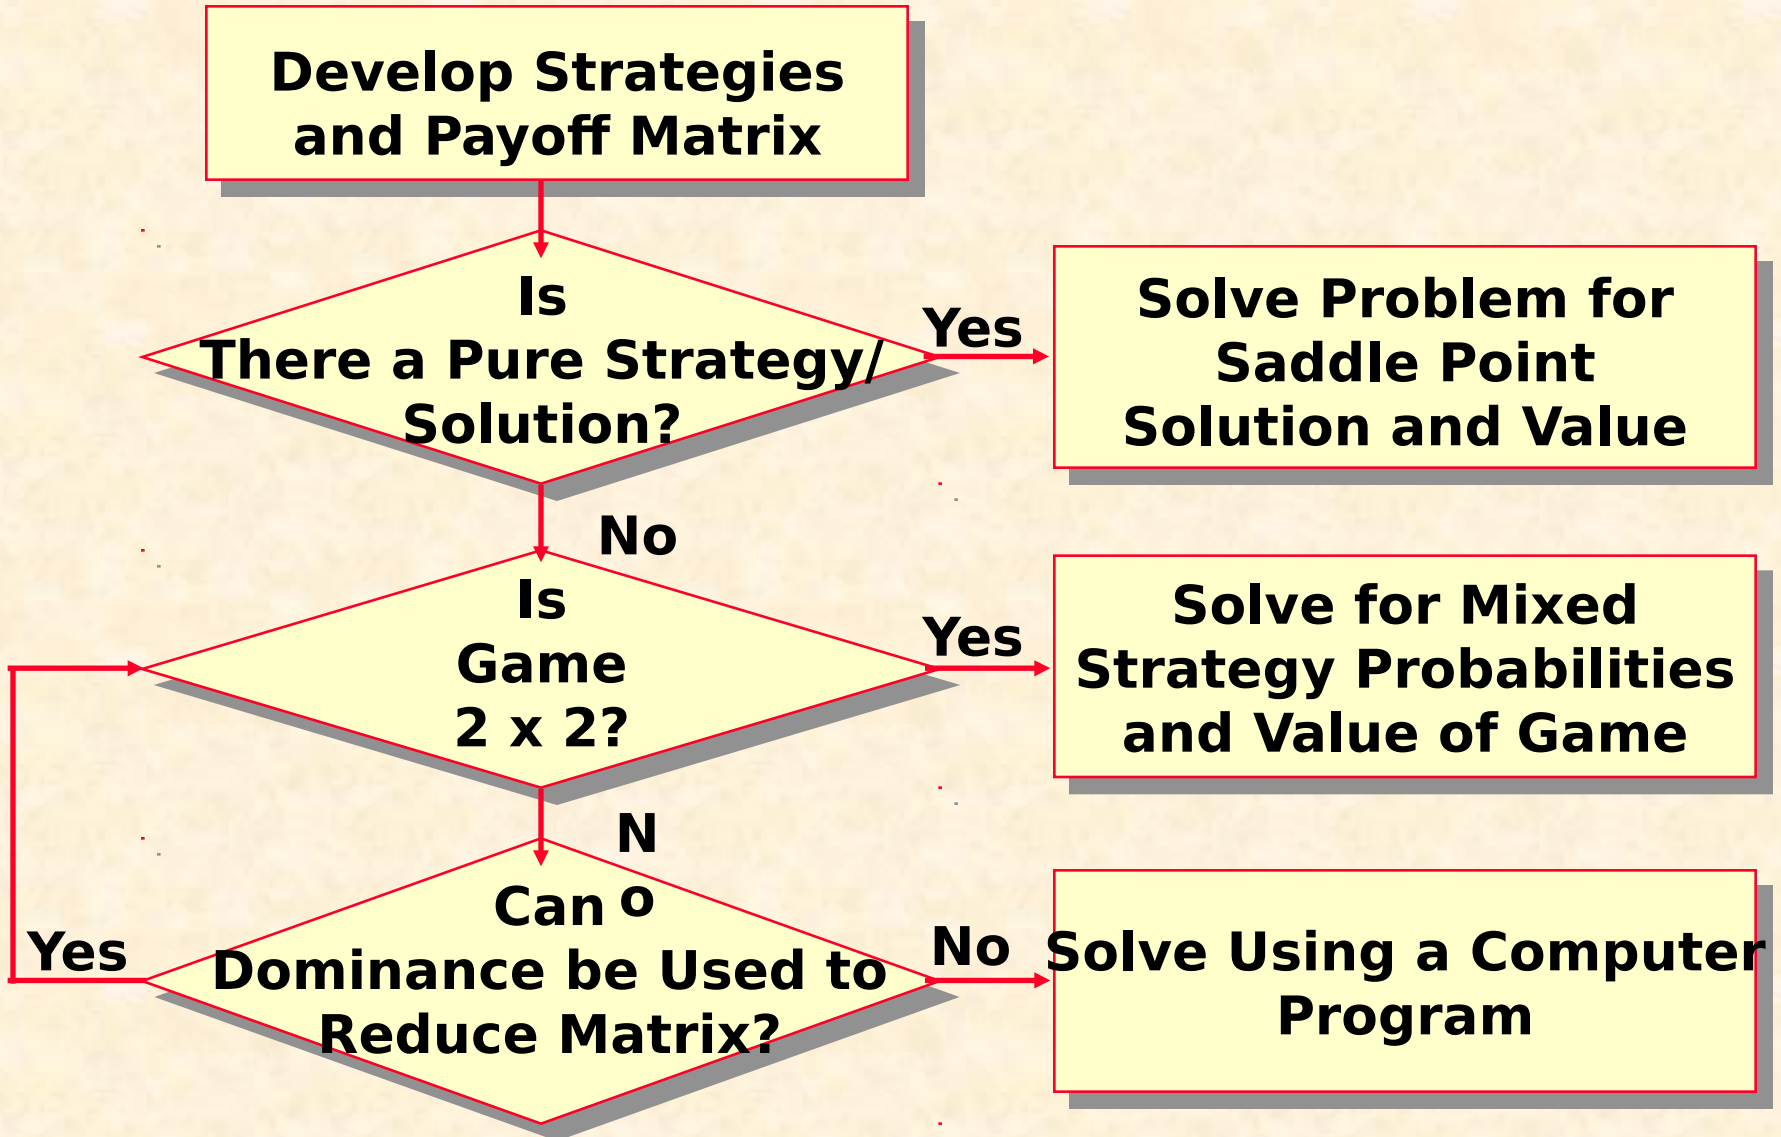 Develop Strategies
and Payoff Matrix
Is
There a Pure Strategy/
Solution?
Yes
Solve Problem for
Saddle Point
Solution and Value
No
Is
Game
2 x 2?
Yes
Solve for Mixed
Strategy Probabilities
and Value of Game
N
o
Can
Dominance be Used to
Reduce Matrix?
Yes
No
Solve Using a Computer
Program